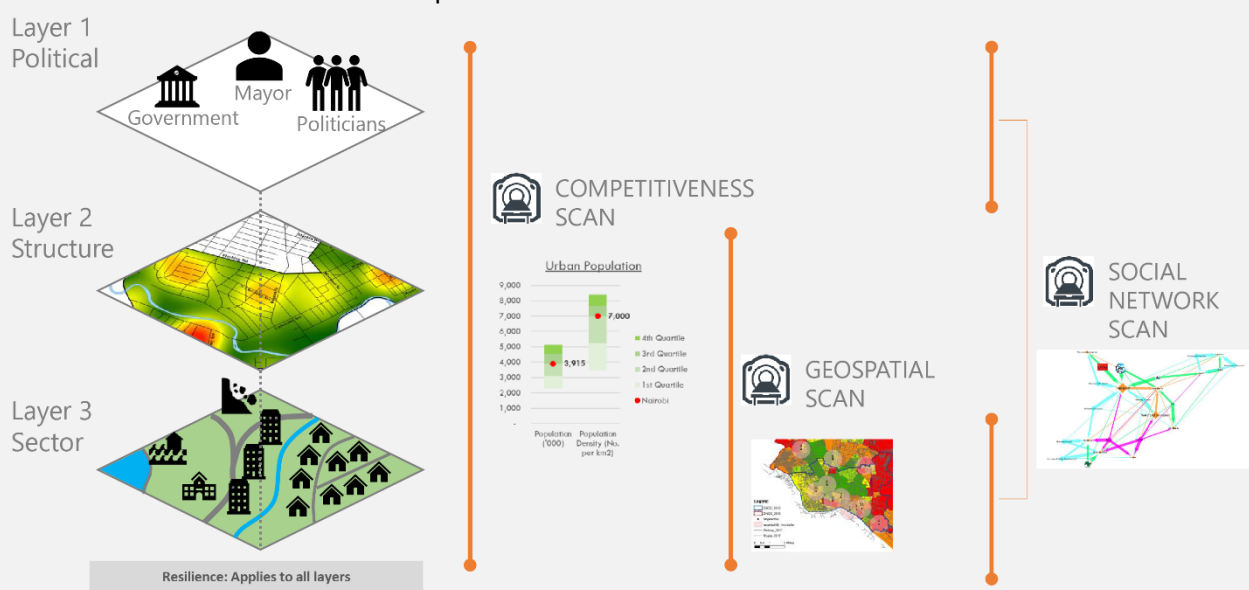 Layer 1
Political
Government
Mayor
Politicians
Layer 2
Structure
Layer 3
Sector
Resilience: Applies to all layers
COMPETITIVENESS
SCAN
Urban Population
9,000
8,000
7,000
6,000
5,000
4,000
3,000
2,000
1,000
-
3,915
7,000
4th Quartile
3rd Quartile
2nd Quartile
1st Quartile
Nairobi
Population
('000)
Population
Density (No.
per km2)
GEOSPATIAL
SCAN
SOCIAL
NETWORK
SCAN